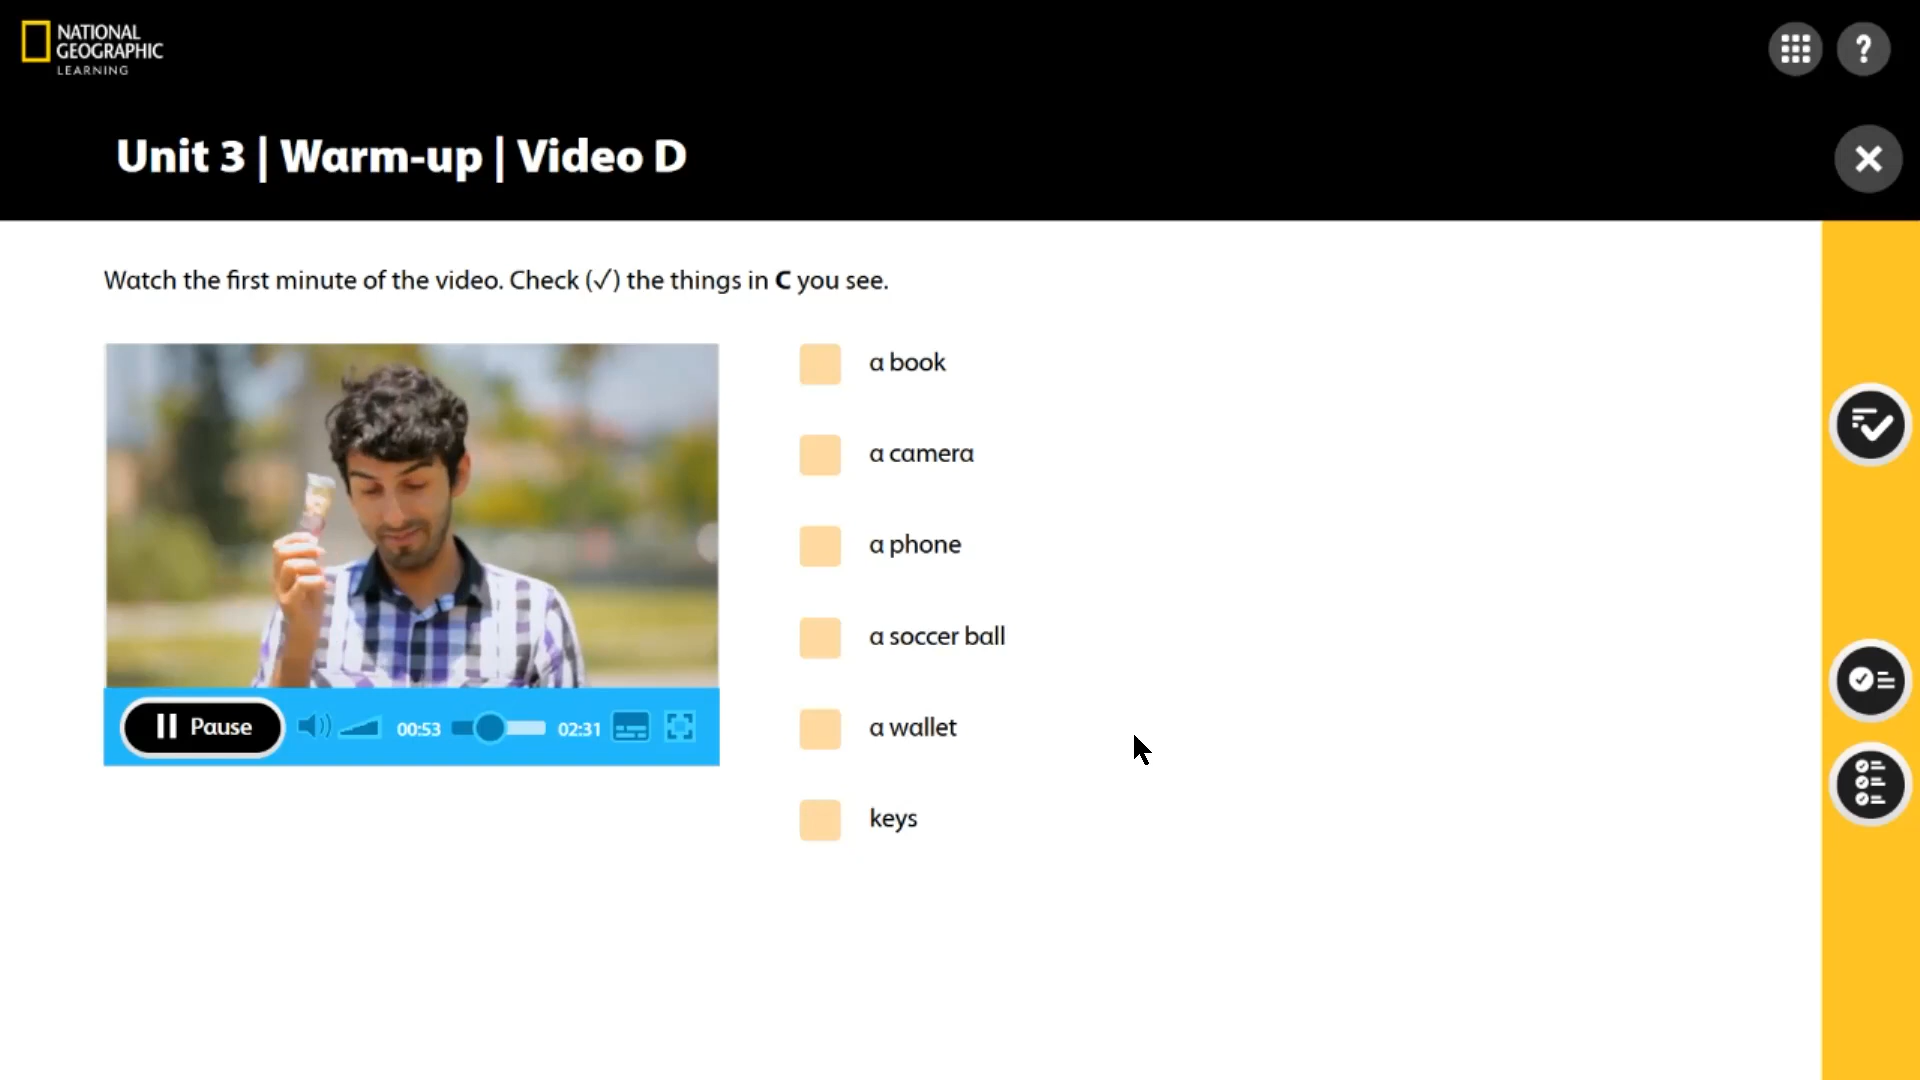 NATIONAL
GEOGRAPHIC
LEARNING
?
Unit 3 | Warm-up | Video D
Watch the first minute of the video. Check (✓) the things in C you see.
a book
a camera
a phone
a soccer ball
a wallet
keys
Pause
00:53
02:31